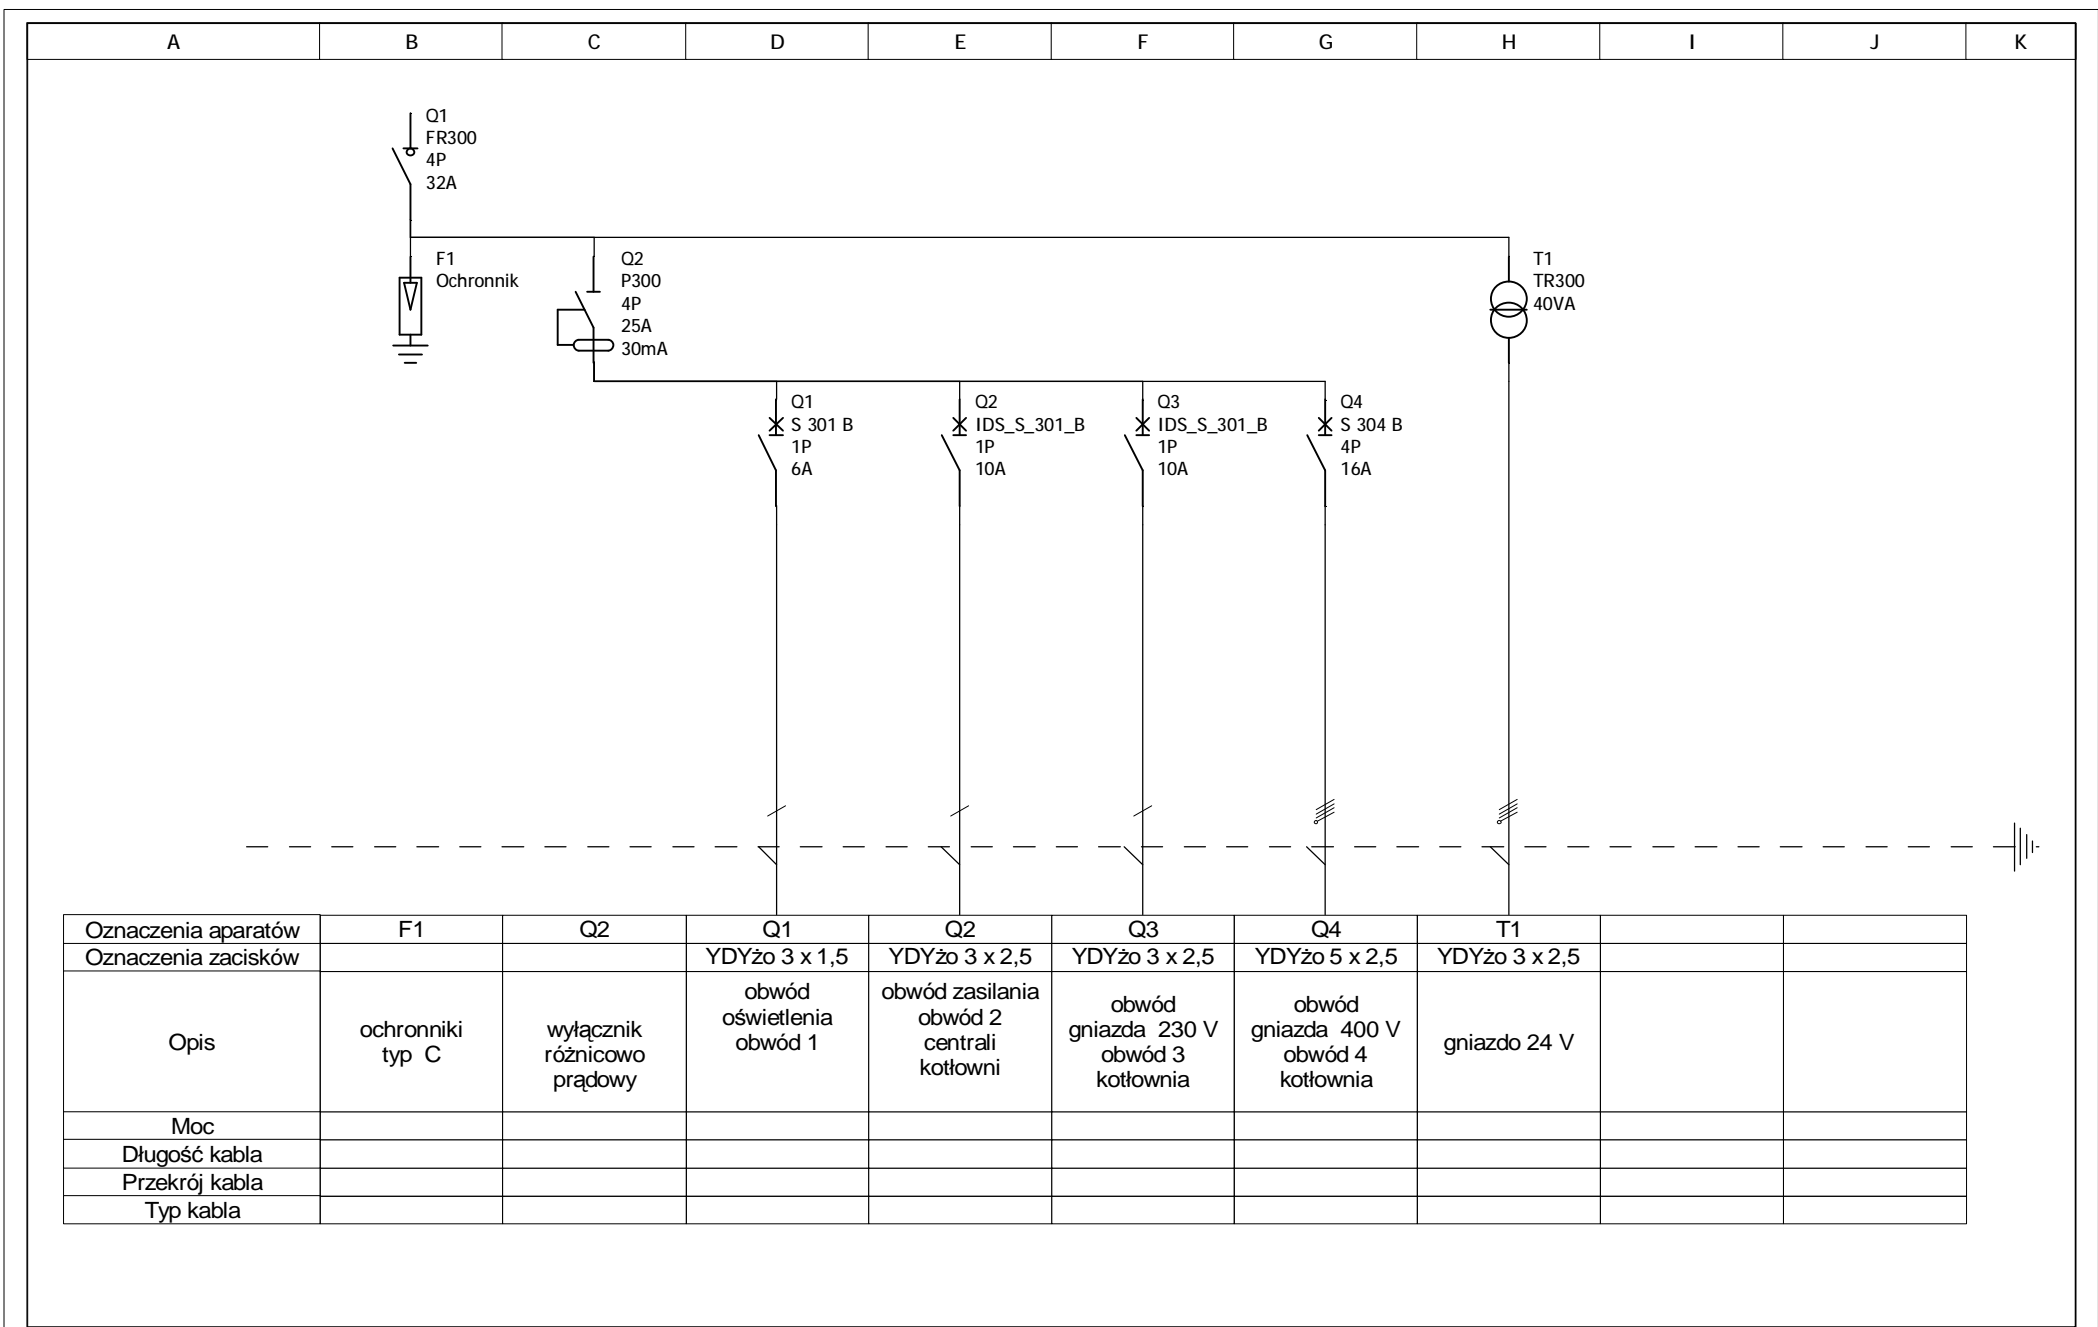 A B C D E F G H I J K
Q1
FR300
4P
32A
F1
Ochronnik
Q2
P300
4P
25A
30mA
T1
TR300
40VA
Q1
S 301 B
1P
6A
Q2
IDS_S_301_B
1P
10A
Q3
IDS_S_301_B
1P
10A
Q4
S 304 B
4P
16A
Oznaczenia aparatów F1 Q2 Q1 Q2 Q3 Q4 T1
Oznaczenia zacisków YDYżo 3 x 1,5 YDYżo 3 x 2,5 YDYżo 3 x 2,5 YDYżo 5 x 2,5 YDYżo 3 x 2,5
Opis
ochronniki
typ C
wyłącznik
różnicowo
prądowy
obwód
oświetlenia
obwód 1
obwód zasilania
obwód 2
centrali
kotłowni
obwód
gniazda 230 V
obwód 3
kotłownia
obwód
gniazda 400 V
obwód 4
kotłownia
gniazdo 24 V
Moc
Długość kabla
Przekrój kabla
Typ kabla